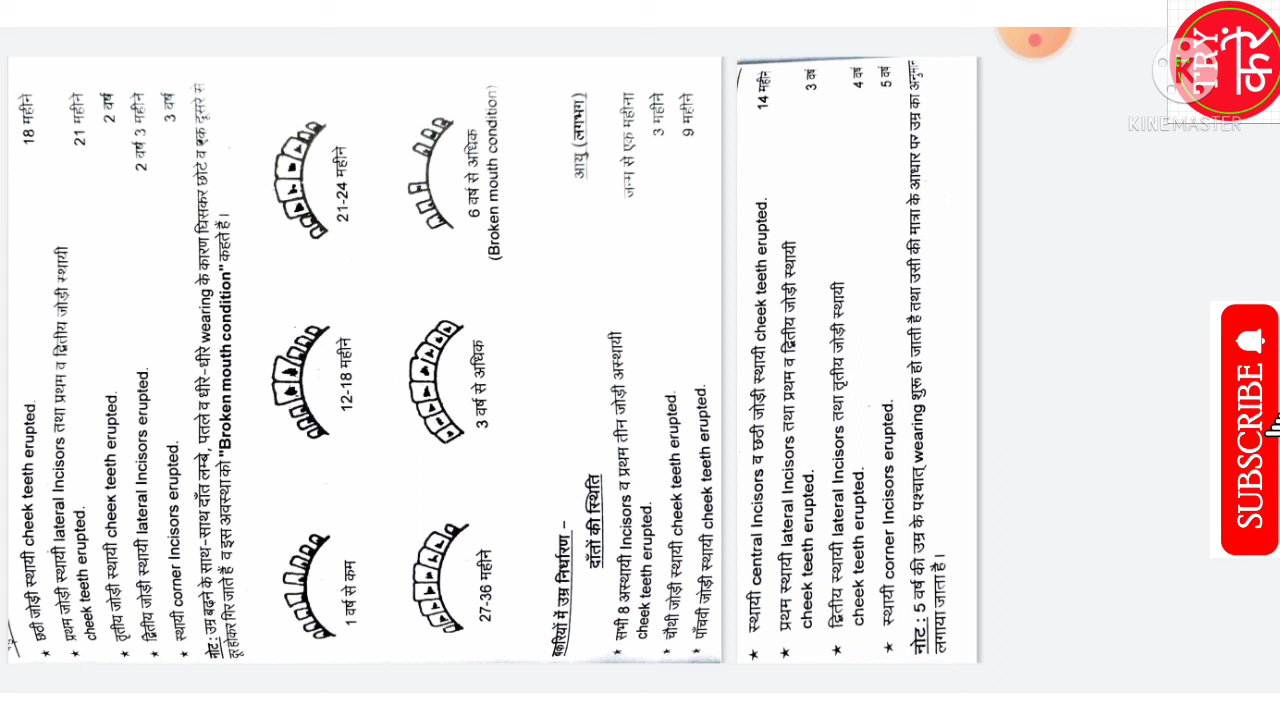 ★ छठी जोड़ी स्थायी cheek teeth erupted. 18 महीने
★ प्रथम जोड़ी स्थायी lateral Incisors तथा प्रथम व द्वितीय जोड़ी स्थायी 21 महीने
cheek teeth erupted.
★ तृतीय जोड़ी स्थायी cheek teeth erupted. 2 वर्ष
★ द्वितीय जोड़ी स्थायी lateral Incisors erupted. 2 वर्ष 3 महीने
★ स्थायी corner Incisors erupted. 3 वर्ष
नोट : उम्र बढ़ने के साथ-साथ दाँत लम्बे, पतले व धीरे-धीरे wearing के कारण घिसकर छोटे व एक दूसरे से
दूर होकर गिर जाते हैं व इस अवस्था को "Broken mouth condition" कहते हैं।
1 वर्ष से कम 12-18 महीने 21-24 महीने
27-36 महीने 3 वर्ष से अधिक 6 वर्ष से अधिक
(Broken mouth condition)
बकरियों में उम्र निर्धारण –
दाँतों की स्थिति आयु (लगभग)
★ सभी 8 अस्थायी Incisors व प्रथम तीन जोड़ी अस्थायी जन्म से एक महीना
cheek teeth erupted.
★ चौथी जोड़ी स्थायी cheek teeth erupted. 3 महीने
★ पाँचवी जोड़ी स्थायी cheek teeth erupted. 9 महीने
★ स्थायी central Incisors व छठी जोड़ी स्थायी cheek teeth erupted. 14 महीने
★ प्रथम स्थायी lateral Incisors तथा प्रथम व द्वितीय जोड़ी स्थायी 3 वर्ष
cheek teeth erupted.
★ द्वितीय स्थायी lateral Incisors तथा तृतीय जोड़ी स्थायी 4 वर्ष
cheek teeth erupted.
★ स्थायी corner Incisors erupted. 5 वर्ष
नोट : 5 वर्ष की उम्र के पश्चात् wearing शुरू हो जाती है तथा उसी की मात्रा के आधार पर उम्र का अनुमान
लगाया जाता है।
TRY
करें
KINEMASTER
SUBSCRIBE